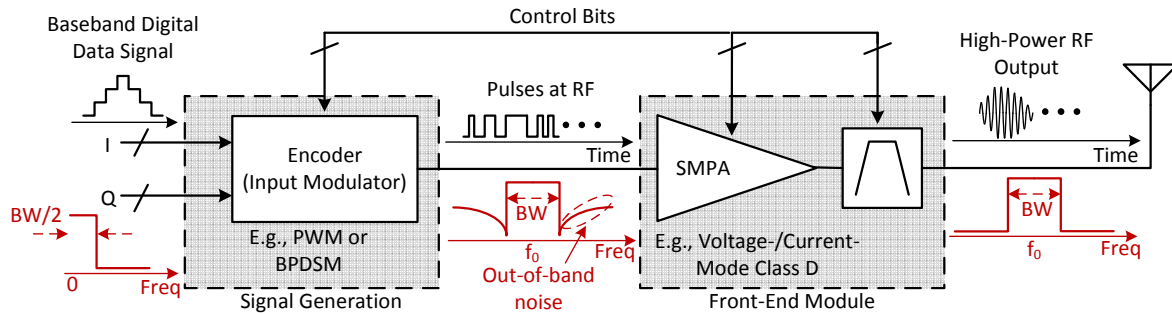 Control Bits
Baseband Digital
Data Signal
I
Q
BW/2
0
Freq
Encoder
(Input Modulator)
E.g., PWM or
BPDSM
Signal Generation
Pulses at RF
Time
BW
f₀
Freq
Out-of-band
noise
SMPA
E.g., Voltage-/Current-
Mode Class D
Front-End Module
High-Power RF
Output
Time
BW
f₀
Freq